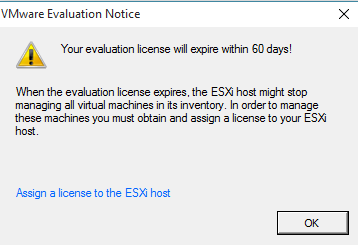 VMware Evaluation Notice
Your evaluation license will expire within 60 days!
When the evaluation license expires, the ESXi host might stop
managing all virtual machines in its inventory. In order to manage
these machines you must obtain and assign a license to your ESXi
host.
Assign a license to the ESXi host
OK